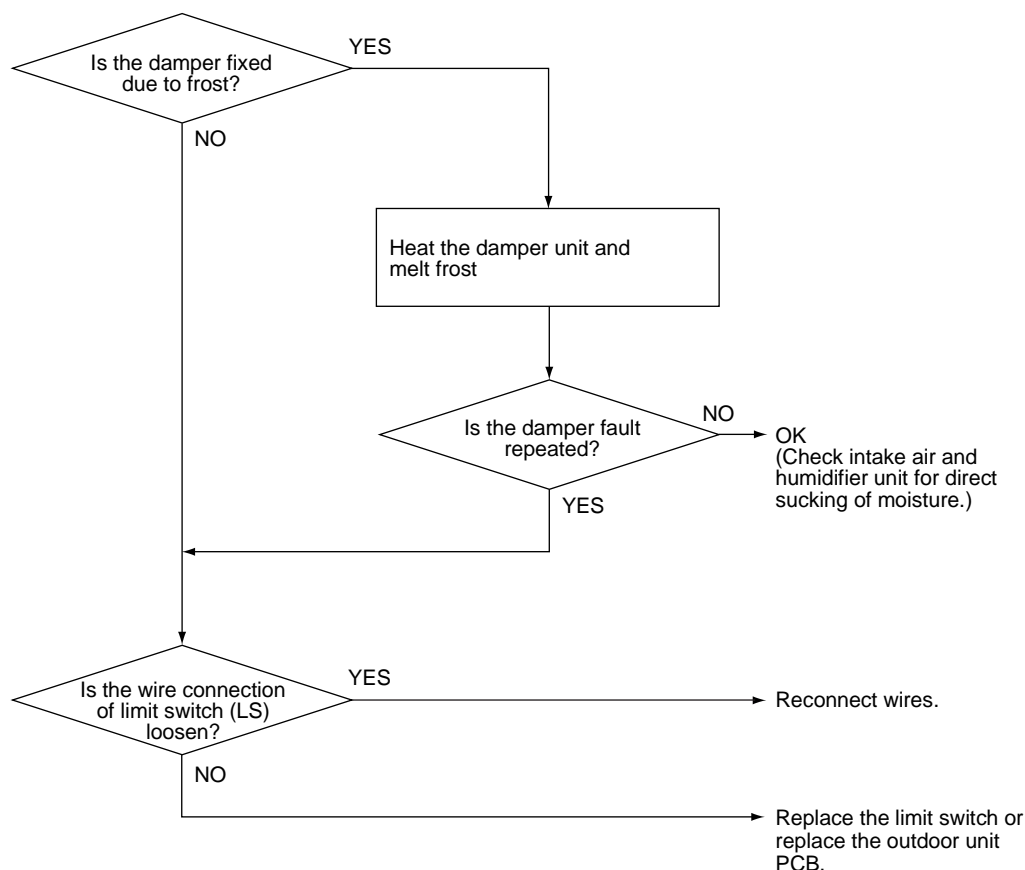 Is the damper fixed
due to frost?
YES
NO
Heat the damper unit and
melt frost
Is the damper fault
repeated?
NO
OK
(Check intake air and
humidifier unit for direct
sucking of moisture.)
YES
Is the wire connection
of limit switch (LS)
loosen?
YES
Reconnect wires.
NO
Replace the limit switch or
replace the outdoor unit
PCB.